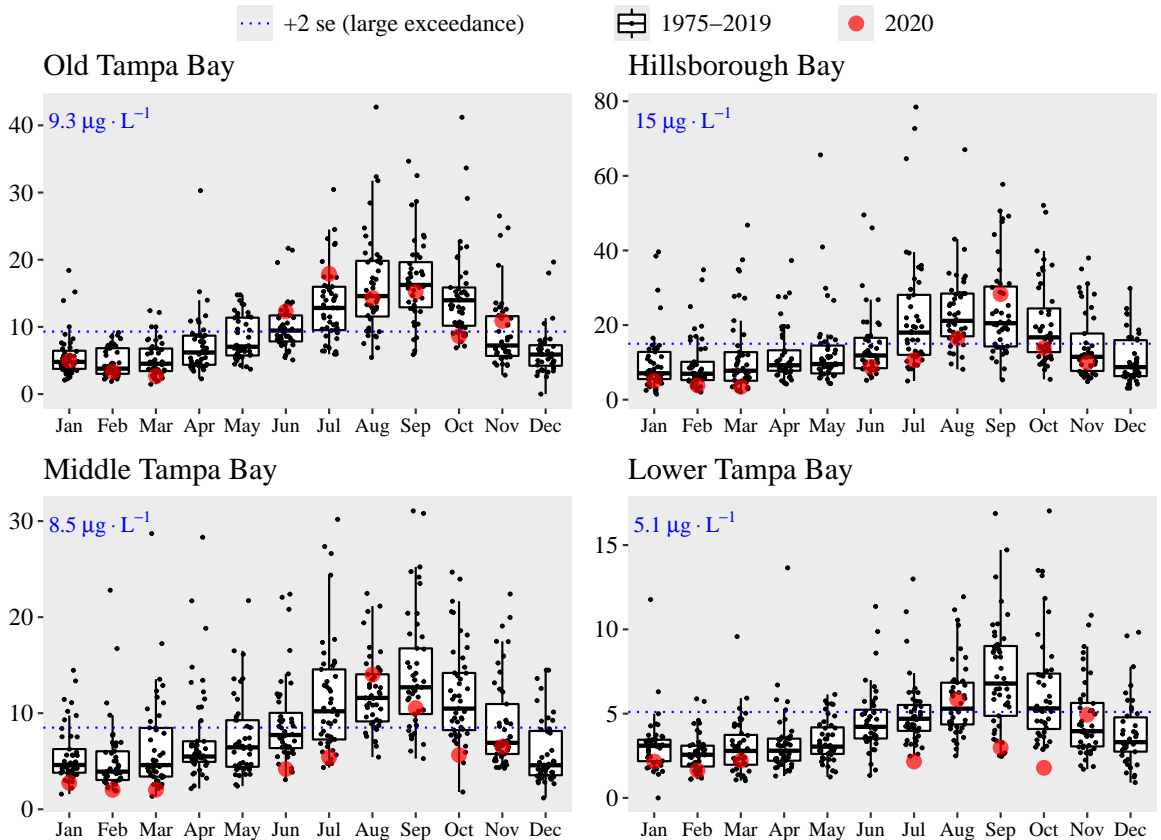 +2 se (large exceedance) 1975−2019 2020
Old Tampa Bay
9.3 μg · L⁻¹
40
30
20
10
0
Jan Feb Mar Apr May Jun Jul Aug Sep Oct Nov Dec
Hillsborough Bay
15 μg · L⁻¹
80
60
40
20
0
Jan Feb Mar Apr May Jun Jul Aug Sep Oct Nov Dec
Middle Tampa Bay
8.5 μg · L⁻¹
30
20
10
0
Jan Feb Mar Apr May Jun Jul Aug Sep Oct Nov Dec
Lower Tampa Bay
5.1 μg · L⁻¹
15
10
5
0
Jan Feb Mar Apr May Jun Jul Aug Sep Oct Nov Dec